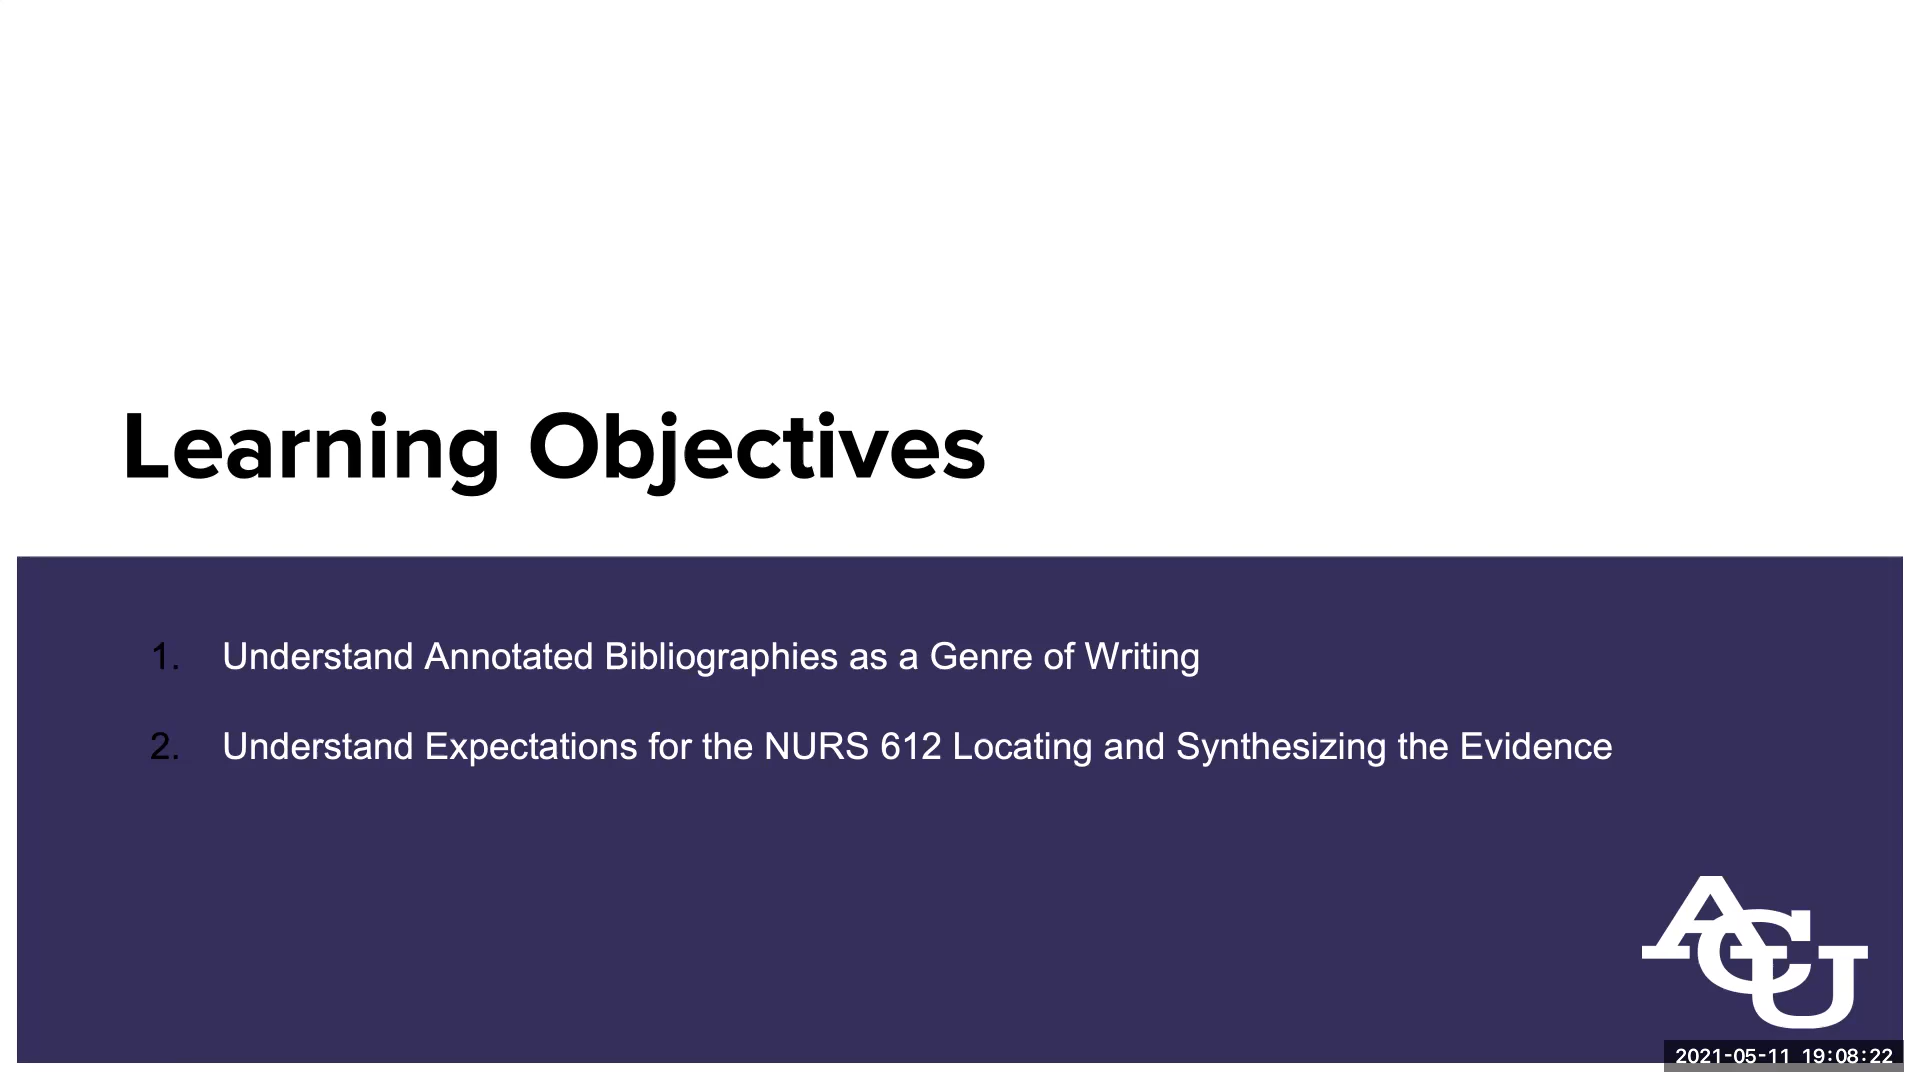 Learning Objectives
1. Understand Annotated Bibliographies as a Genre of Writing
2. Understand Expectations for the NURS 612 Locating and Synthesizing the Evidence
ACU
2021-05-11 19:08:22